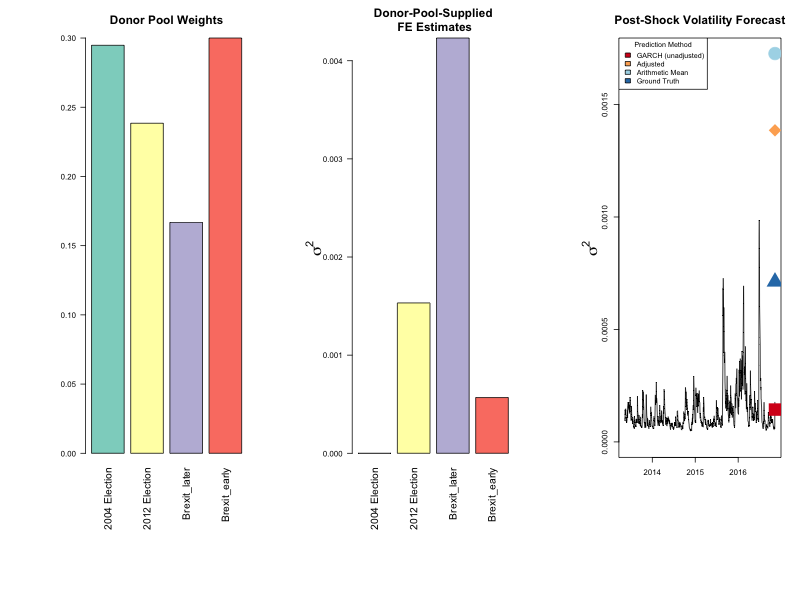 Donor Pool Weights
0.30
0.25
0.20
0.15
0.10
0.05
0.00
2004 Election
2012 Election
Brexit_later
Brexit_early
Donor-Pool-Supplied
FE Estimates
σ2
0.004
0.003
0.002
0.001
0.000
2004 Election
2012 Election
Brexit_later
Brexit_early
Post-Shock Volatility Forecast
Prediction Method
GARCH (unadjusted)
Adjusted
Arithmetic Mean
Ground Truth
σ2
0.0015
0.0010
0.0005
0.0000
2014 2015 2016